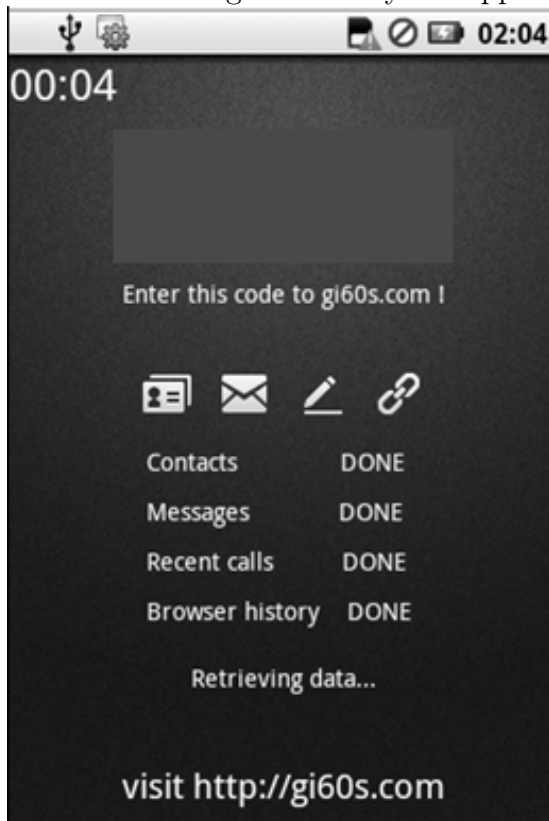 02:04
00:04
Enter this code to gi60s.com !
Contacts DONE
Messages DONE
Recent calls DONE
Browser history DONE
Retrieving data...
visit http://gi60s.com